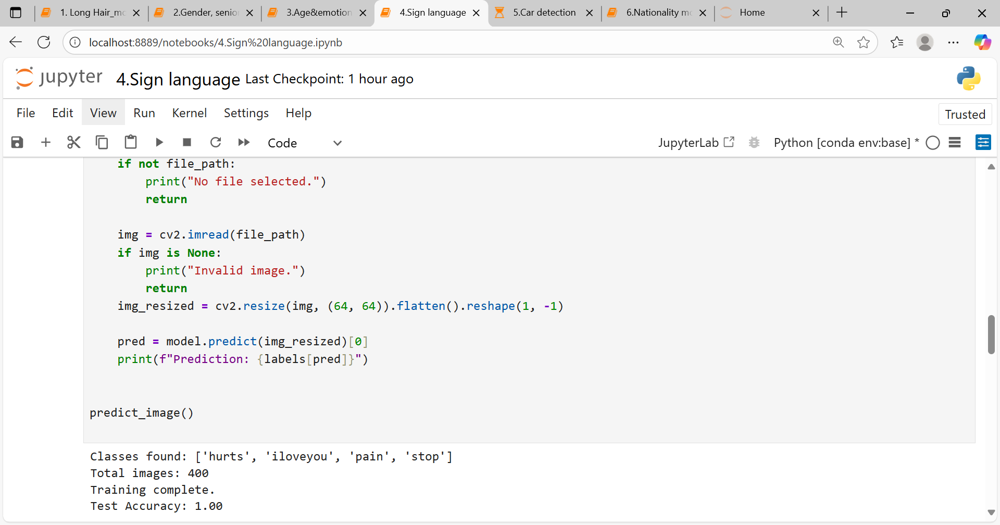 1. Long Hair_mo
2.Gender, senio
3.Age&emotion
4.Sign language
5.Car detection
6.Nationality mo
Home
localhost:8889/notebooks/4.Sign%20language.ipynb
jupyter 4.Sign language Last Checkpoint: 1 hour ago
File Edit View Run Kernel Settings Help Trusted
Code JupyterLab Python [conda env:base] *
if not file_path:
print("No file selected.")
return
img = cv2.imread(file_path)
if img is None:
print("Invalid image.")
return
img_resized = cv2.resize(img, (64, 64)).flatten().reshape(1, -1)
pred = model.predict(img_resized)[0]
print(f"Prediction: {labels[pred]}")
predict_image()
Classes found: ['hurts', 'iloveyou', 'pain', 'stop']
Total images: 400
Training complete.
Test Accuracy: 1.00